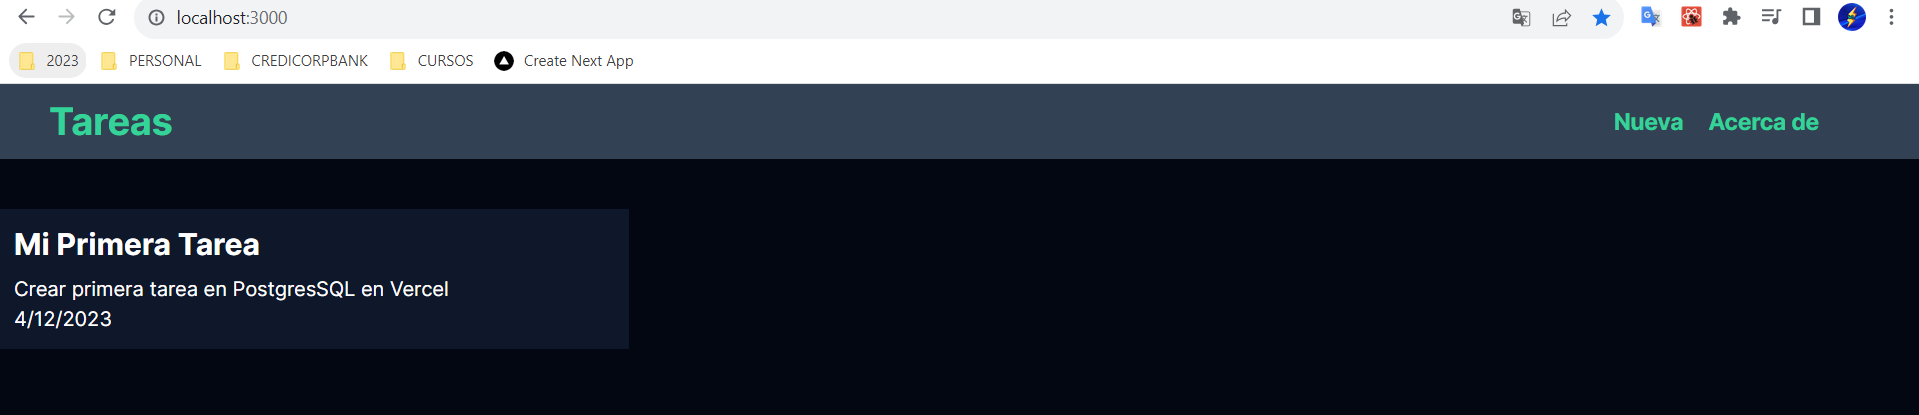 localhost:3000
2023 PERSONAL CREDICORPBANK CURSOS Create Next App
Tareas Nueva Acerca de
Mi Primera Tarea
Crear primera tarea en PostgresSQL en Vercel
4/12/2023